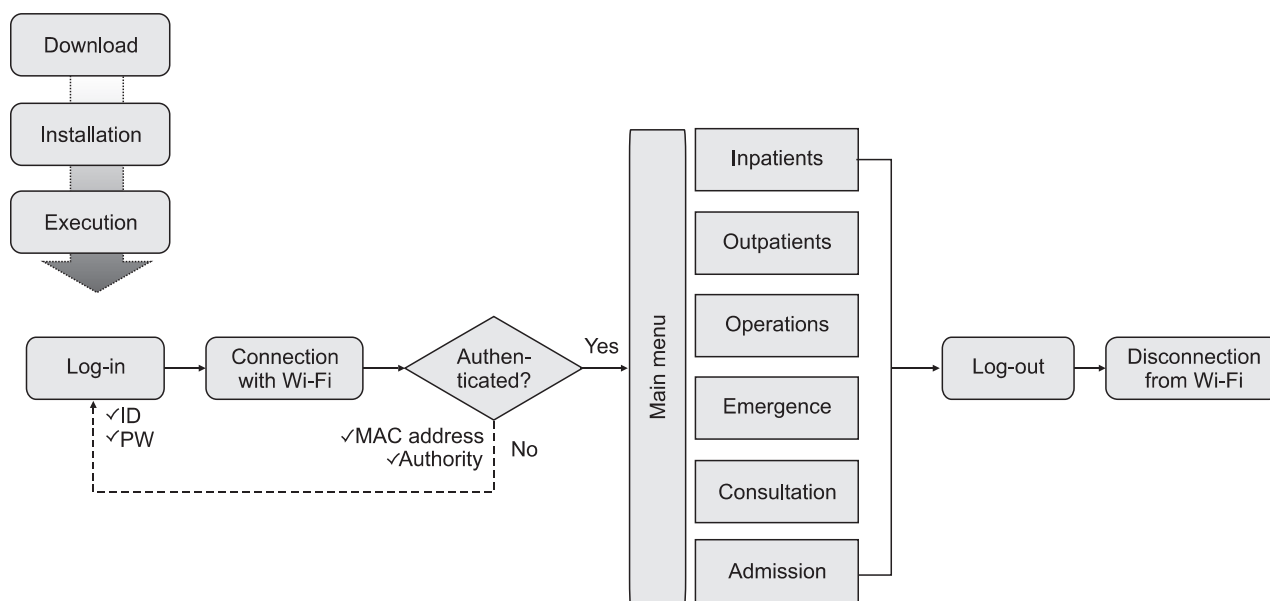 Download
Installation
Execution
Log-in
✓ID
✓PW
Connection
with Wi-Fi
Authen-
ticated?
Yes
✓MAC address
✓Authority
No
Main menu
Inpatients
Outpatients
Operations
Emergence
Consultation
Admission
Log-out
Disconnection
from Wi-Fi